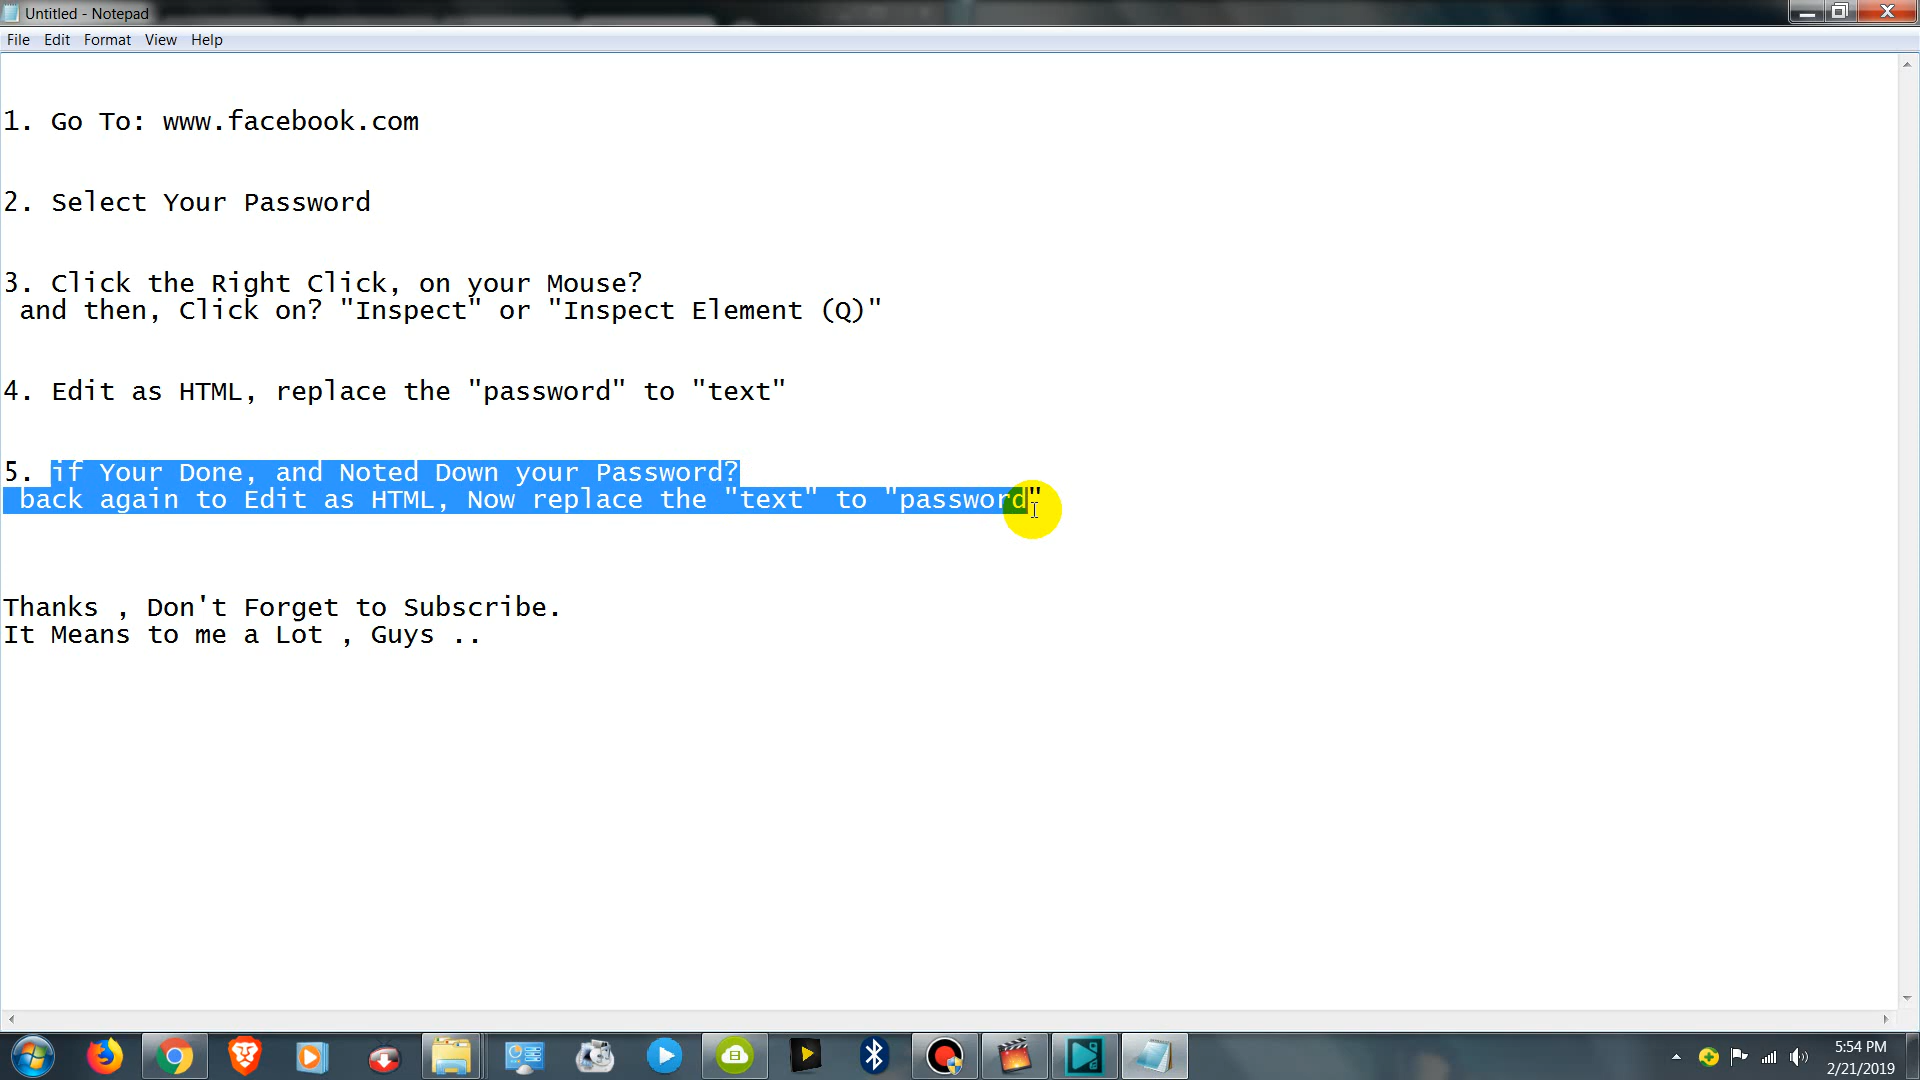 Untitled - Notepad
File Edit Format View Help
1. Go To: www.facebook.com
2. Select Your Password
3. Click the Right Click, on your Mouse?
and then, Click on? "Inspect" or "Inspect Element (Q)"
4. Edit as HTML, replace the "password" to "text"
5. if Your Done, and Noted Down your Password?
back again to Edit as HTML, Now replace the "text" to "password"
Thanks , Don't Forget to Subscribe.
It Means to me a Lot , Guys ..
5:54 PM
2/21/2019